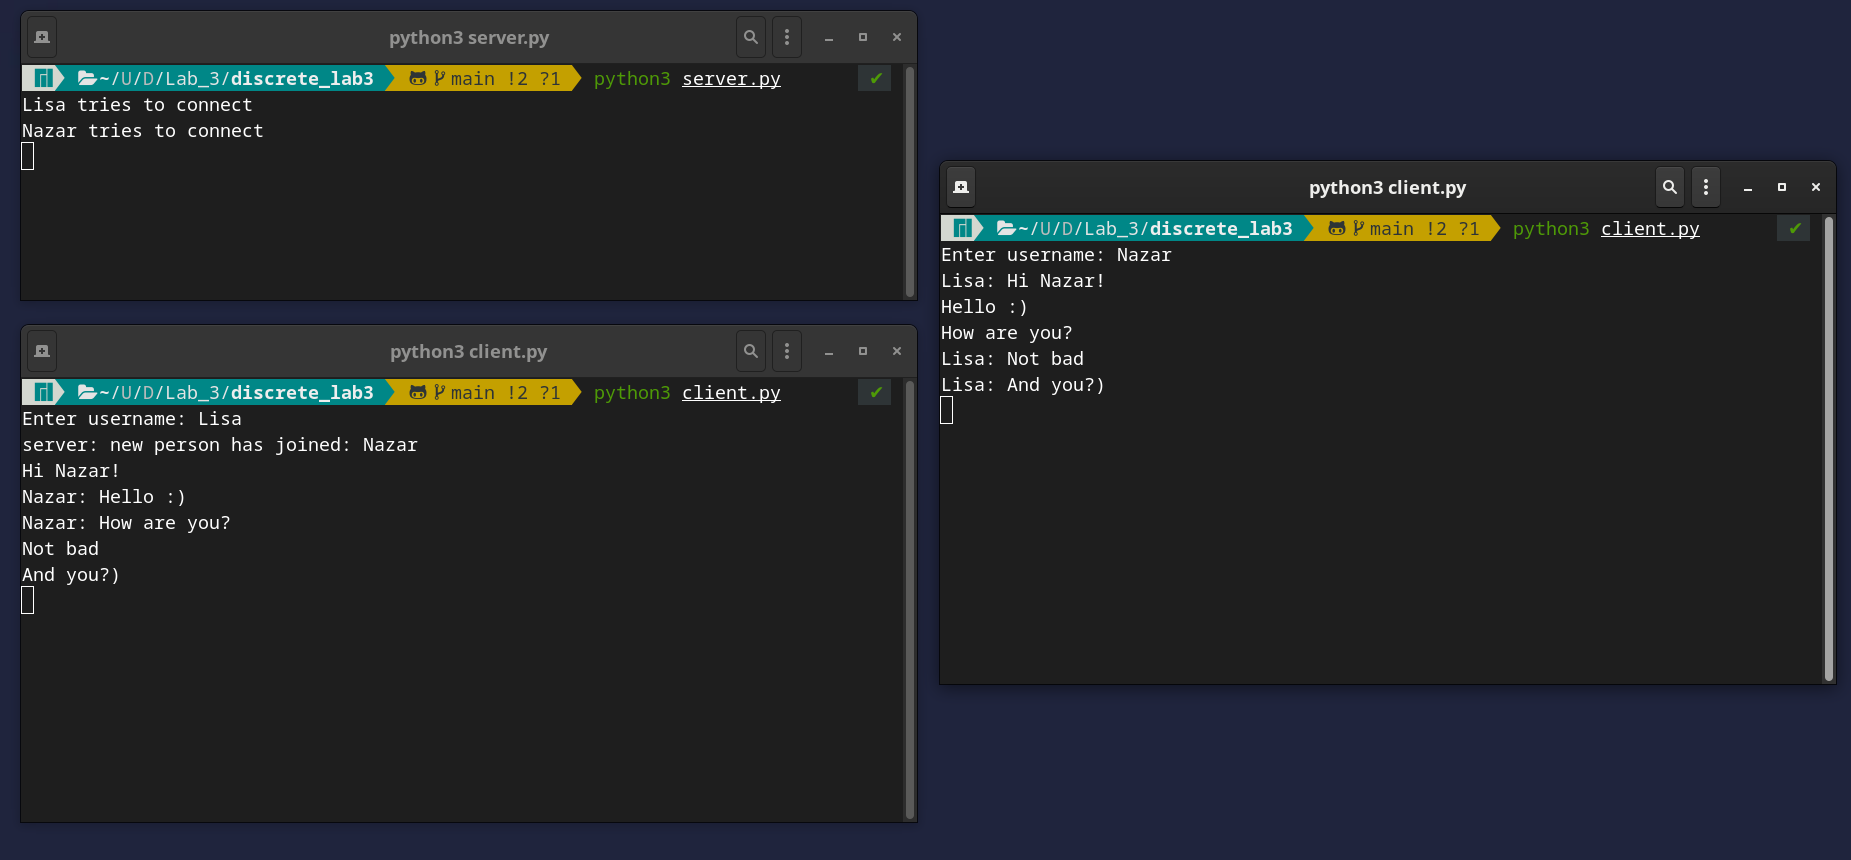 python3 server.py
~/U/D/Lab_3/discrete_lab3 main !2 ?1 python3 server.py ✔
Lisa tries to connect
Nazar tries to connect
python3 client.py
~/U/D/Lab_3/discrete_lab3 main !2 ?1 python3 client.py ✔
Enter username: Lisa
server: new person has joined: Nazar
Hi Nazar!
Nazar: Hello :)
Nazar: How are you?
Not bad
And you?)
python3 client.py
~/U/D/Lab_3/discrete_lab3 main !2 ?1 python3 client.py ✔
Enter username: Nazar
Lisa: Hi Nazar!
Hello :)
How are you?
Lisa: Not bad
Lisa: And you?)